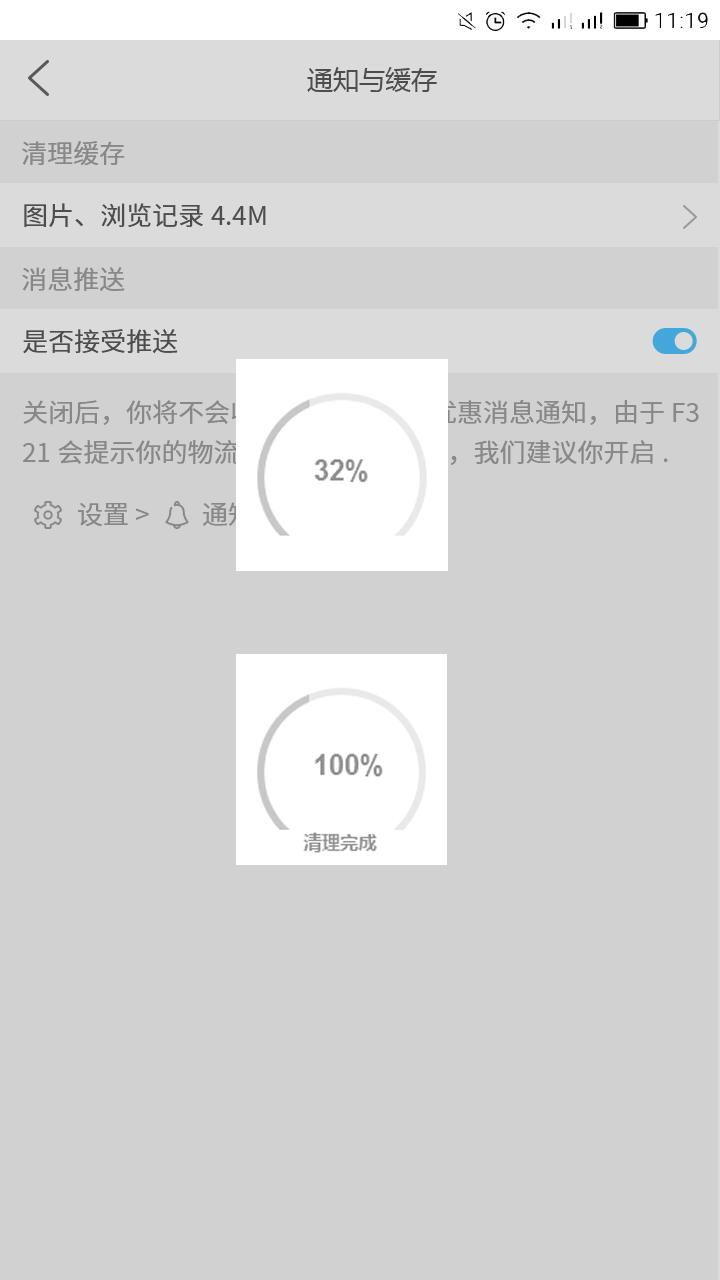 11:19
通知与缓存
清理缓存
图片、浏览记录 4.4M
消息推送
是否接受推送
关闭后，你将不会 惠消息通知，由于 F3
21 会提示你的物流 ，我们建议你开启 .
设置 > 通
32%
100%
清理完成